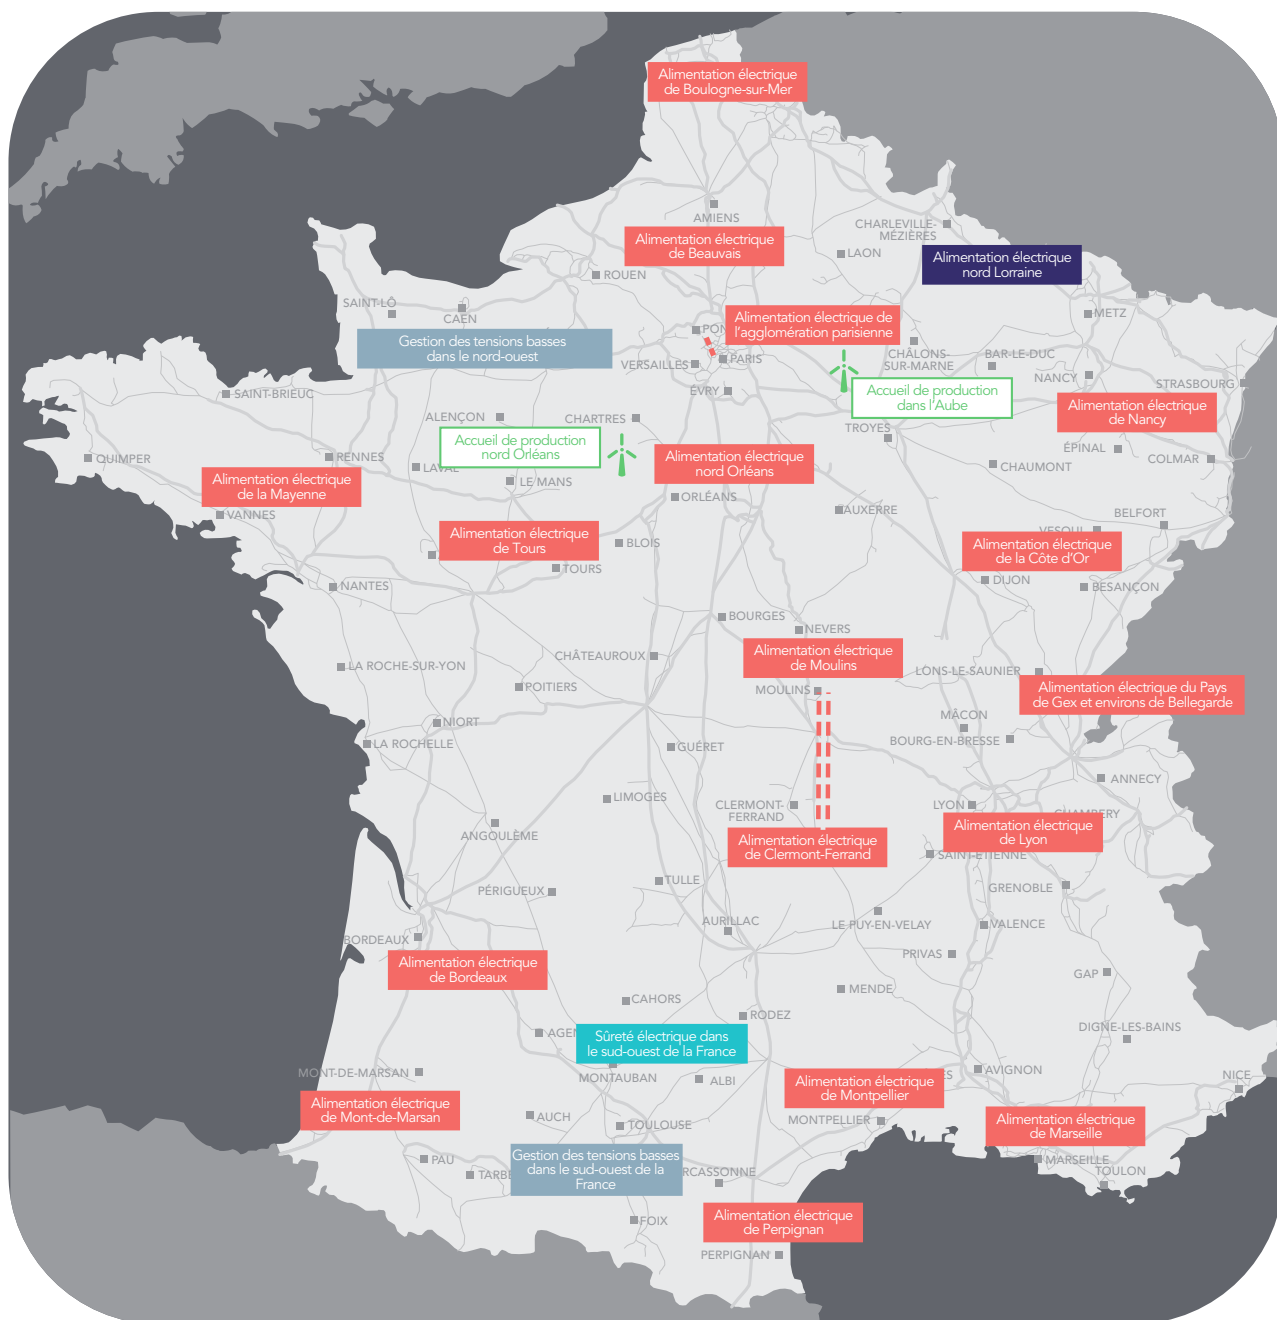 Alimentation électrique
de Boulogne-sur-Mer
AMIENS
CHARLEVILLE-
MÉZIÈRES
Alimentation électrique
de Beauvais
LAON
Alimentation électrique
nord Lorraine
ROUEN
SAINT-LÔ
CAEN
METZ
Alimentation électrique de
l'agglomération parisienne
PON
Gestion des tensions basses
dans le nord-ouest
VERSAILLES
PARIS
CHÂLONS-
SUR-MARNE
BAR-LE-DUC
NANCY
STRASBOURG
SAINT-BRIEUC
ÉVRY
Accueil de production
dans l'Aube
Alimentation électrique
de Nancy
ALENÇON
CHARTRES
TROYES
Accueil de production
nord Orléans
ÉPINAL
COLMAR
QUIMPER
RENNES
LAVAL
Alimentation électrique
nord Orléans
CHAUMONT
Alimentation électrique
de la Mayenne
LE MANS
ORLÉANS
AUXERRE
VANNES
BELFORT
VESOUL
Alimentation électrique
de Tours
BLOIS
Alimentation électrique
de la Côte d'Or
TOURS
DIJON
NANTES
BESANÇON
BOURGES
NEVERS
CHÂTEAUROUX
Alimentation électrique
de Moulins
LA ROCHE-SUR-YON
LONS-LE-SAUNIER
POITIERS
MOULINS
Alimentation électrique du Pays
de Gex et environs de Bellegarde
NIORT
MÂCON
LA ROCHELLE
GUÉRET
BOURG-EN-BRESSE
ANNECY
LIMOGES
CLERMONT-
FERRAND
LYON
CHAMBERY
ANGOULÊME
Alimentation électrique
de Lyon
Alimentation électrique
de Clermont-Ferrand
SAINT-ETIENNE
TULLE
PÉRIGUEUX
GRENOBLE
AURILLAC
LE PUY-EN-VELAY
VALENCE
BORDEAUX
PRIVAS
Alimentation électrique
de Bordeaux
GAP
MENDE
CAHORS
RODEZ
AGEN
Sûreté électrique dans
le sud-ouest de la France
DIGNE-LES-BAINS
MONT-DE-MARSAN
MONTAUBAN
ALBI
Alimentation électrique
de Montpellier
ES
AVIGNON
NICE
Alimentation électrique
de Mont-de-Marsan
AUCH
TOULOUSE
MONTPELLIER
Alimentation électrique
de Marseille
PAU
TARB
Gestion des tensions basses
dans le sud-ouest de la
France
RCASSONNE
MARSEILLE
TOULON
FOIX
Alimentation électrique
de Perpignan
PERPIGNAN